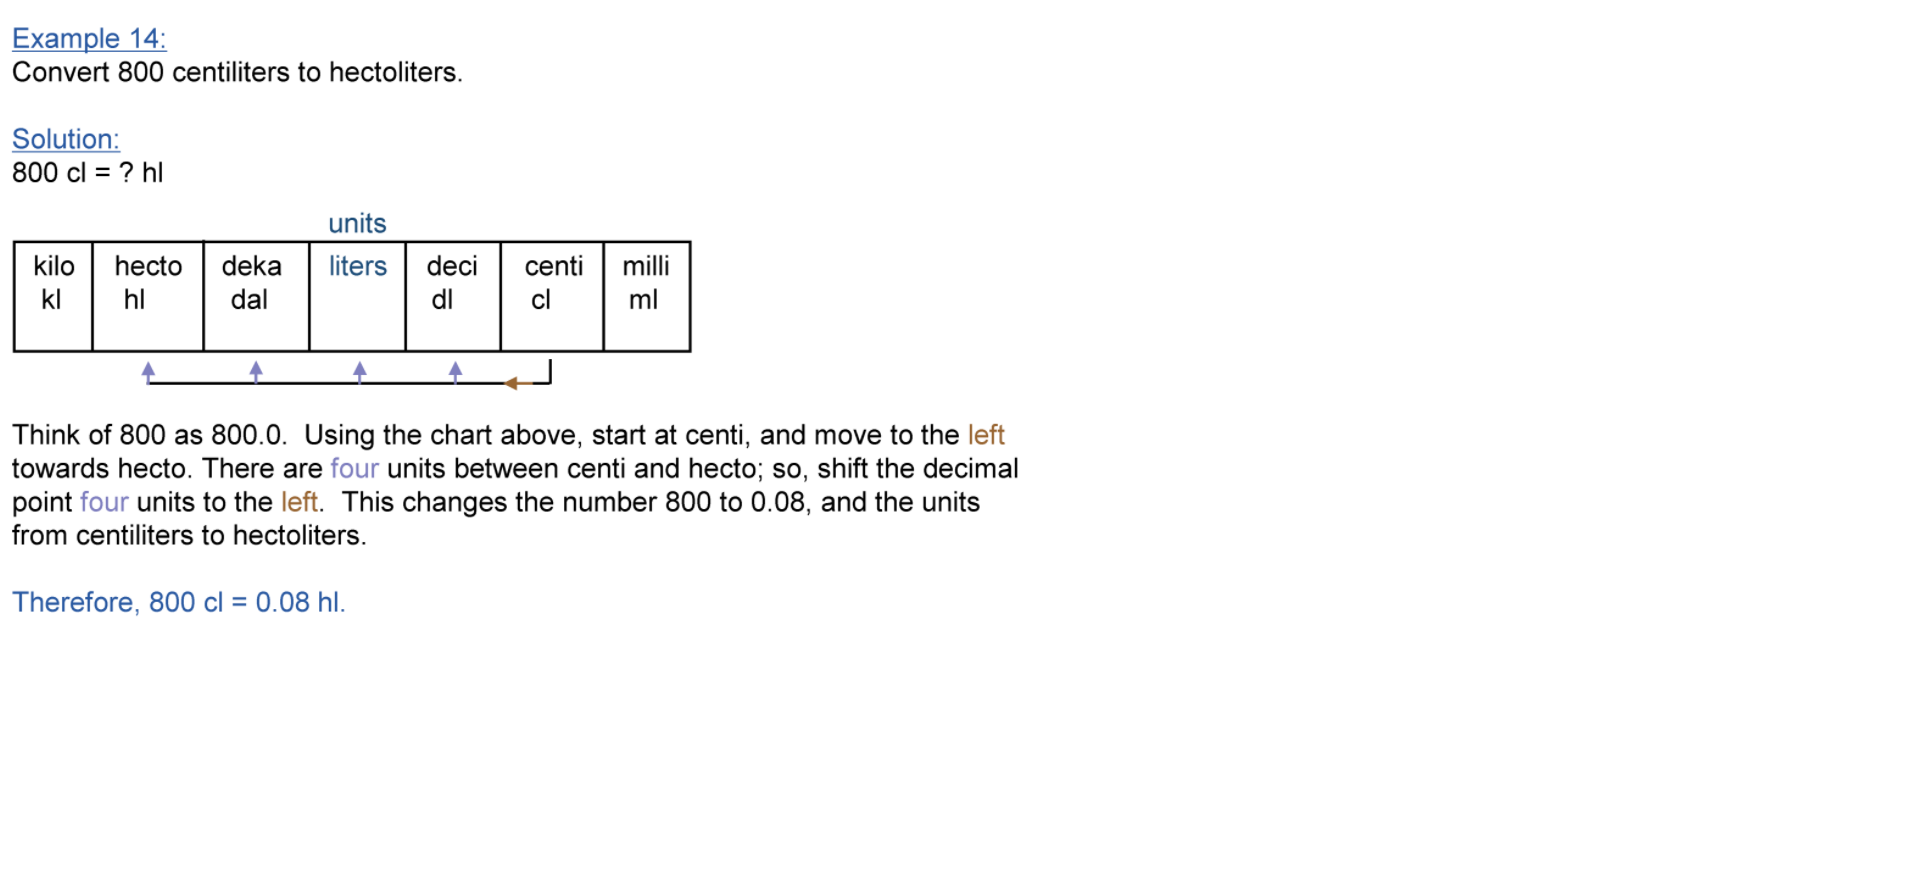 Example 14:
Convert 800 centiliters to hectoliters.
Solution:
800 cl = ? hl
units
kilo hecto deka liters deci centi milli
kl hl dal dl cl ml
Think of 800 as 800.0.  Using the chart above, start at centi, and move to the left
towards hecto. There are four units between centi and hecto; so, shift the decimal
point four units to the left.  This changes the number 800 to 0.08, and the units
from centiliters to hectoliters.
Therefore, 800 cl = 0.08 hl.